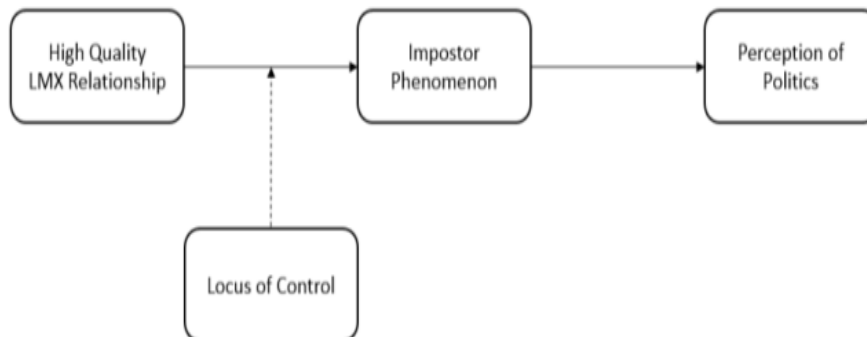 High Quality
LMX Relationship
Impostor
Phenomenon
Perception of
Politics
Locus of Control